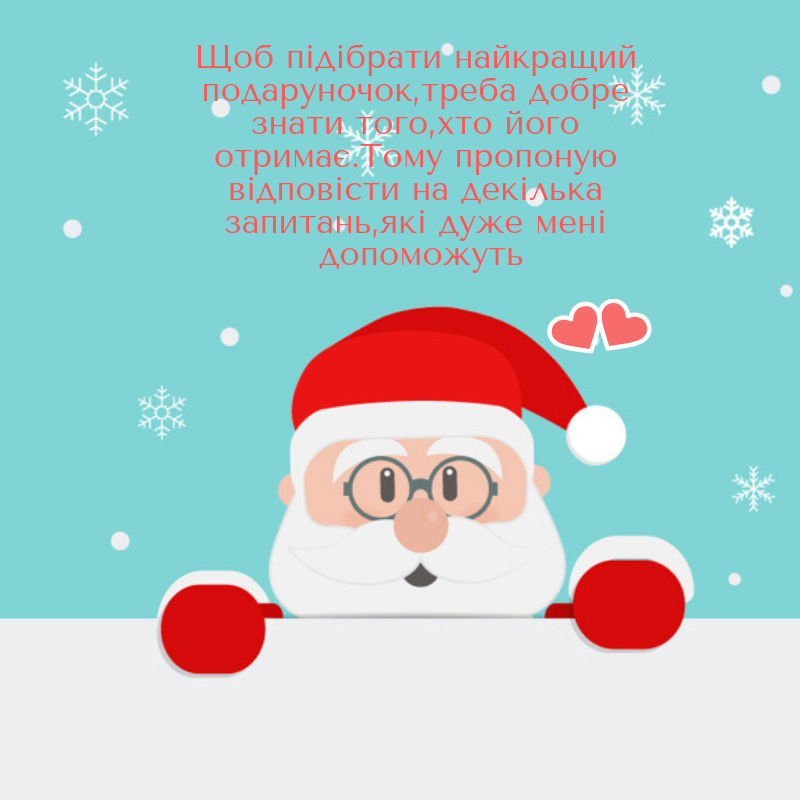 Щоб підібрати найкращий
подаруночок,треба добре
знати того,хто його
отримає.Тому пропоную
відповісти на декілька
запитань,які дуже мені
допоможуть